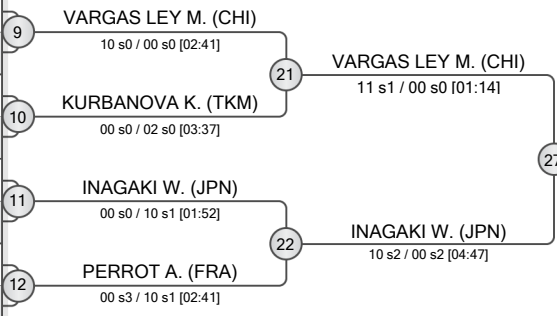 9
VARGAS LEY M. (CHI)
10 s0 / 00 s0 [02:41]
21
VARGAS LEY M. (CHI)
11 s1 / 00 s0 [01:14]
10
KURBANOVA K. (TKM)
00 s0 / 02 s0 [03:37]
27
11
INAGAKI W. (JPN)
00 s0 / 10 s1 [01:52]
22
INAGAKI W. (JPN)
10 s2 / 00 s2 [04:47]
12
PERROT A. (FRA)
00 s3 / 10 s1 [02:41]